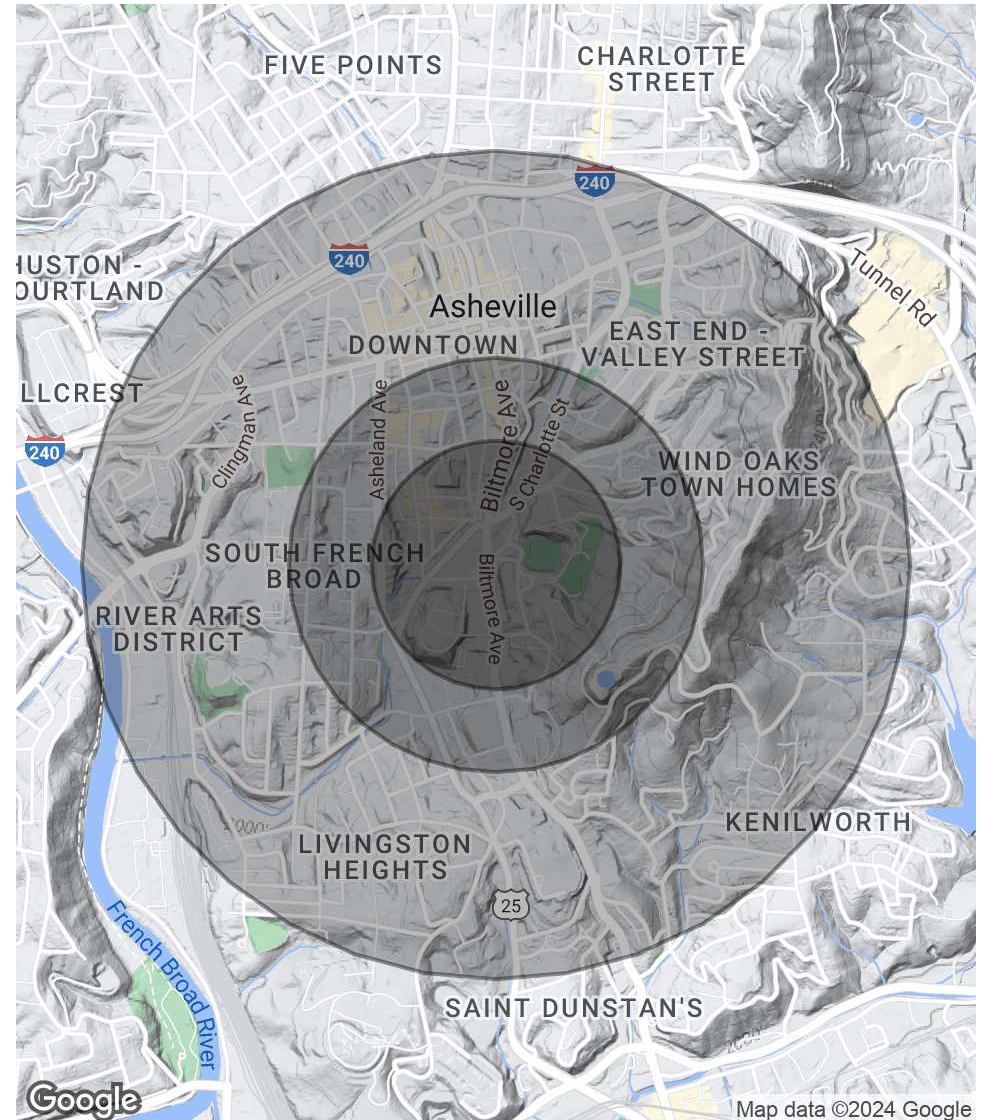 FIVE POINTS
CHARLOTTE
STREET
240
240
HUSTON -
OURTLAND
Tunnel Rd
Asheville
DOWNTOWN
EAST END -
VALLEY STREET
LLCREST
Clingman Ave
Asheland Ave
Biltmore Ave
S Charlotte St
240
WIND OAKS
TOWN HOMES
SOUTH FRENCH
BROAD
Biltmore Ave
RIVER ARTS
DISTRICT
KENILWORTH
LIVINGSTON
HEIGHTS
25
French Broad River
SAINT DUNSTAN'S
Google
Map data ©2024 Google